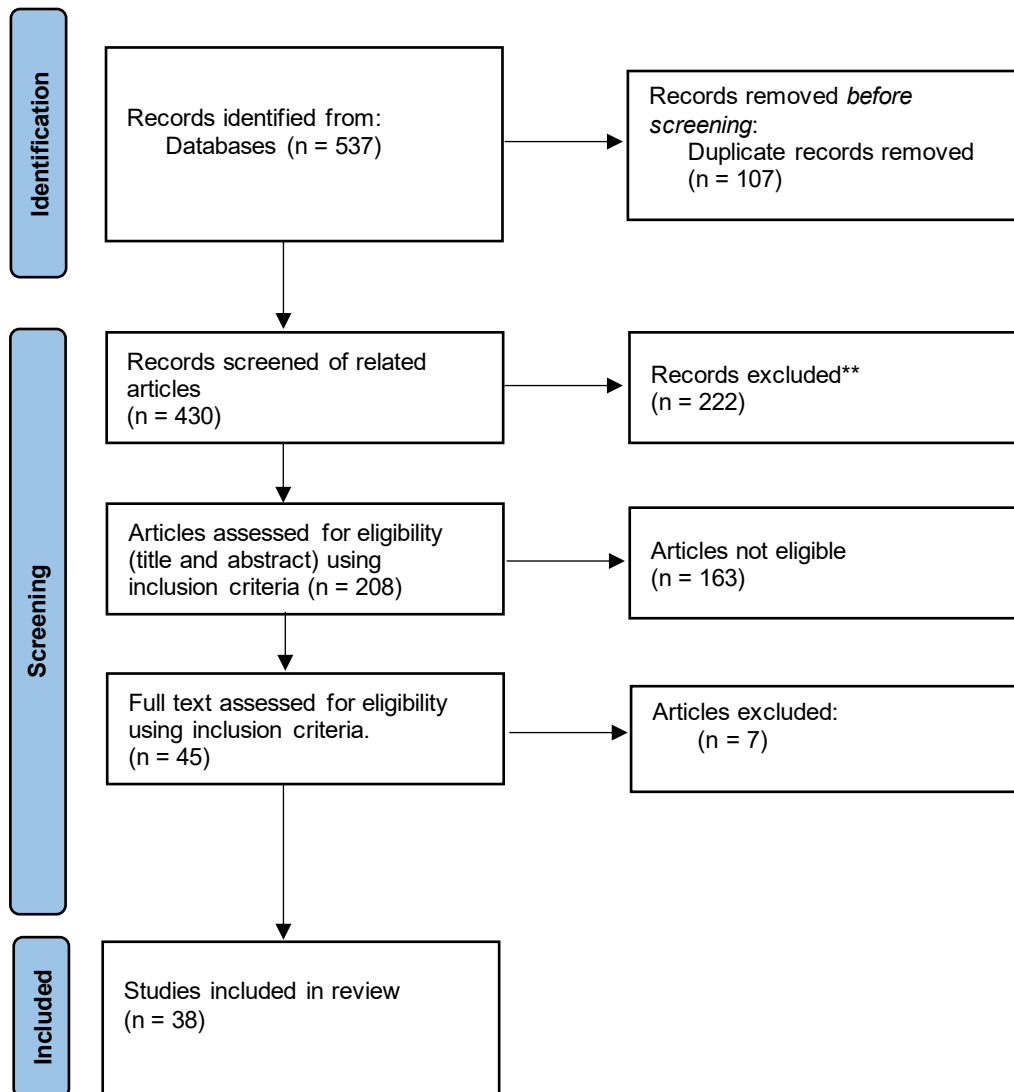 Identification
Records identified from:
Databases (n = 537)
Records removed before
screening:
Duplicate records removed
(n = 107)
Screening
Records screened of related
articles
(n = 430)
Records excluded**
(n = 222)
Articles assessed for eligibility
(title and abstract) using
inclusion criteria (n = 208)
Articles not eligible
(n = 163)
Full text assessed for eligibility
using inclusion criteria.
(n = 45)
Articles excluded:
(n = 7)
Included
Studies included in review
(n = 38)